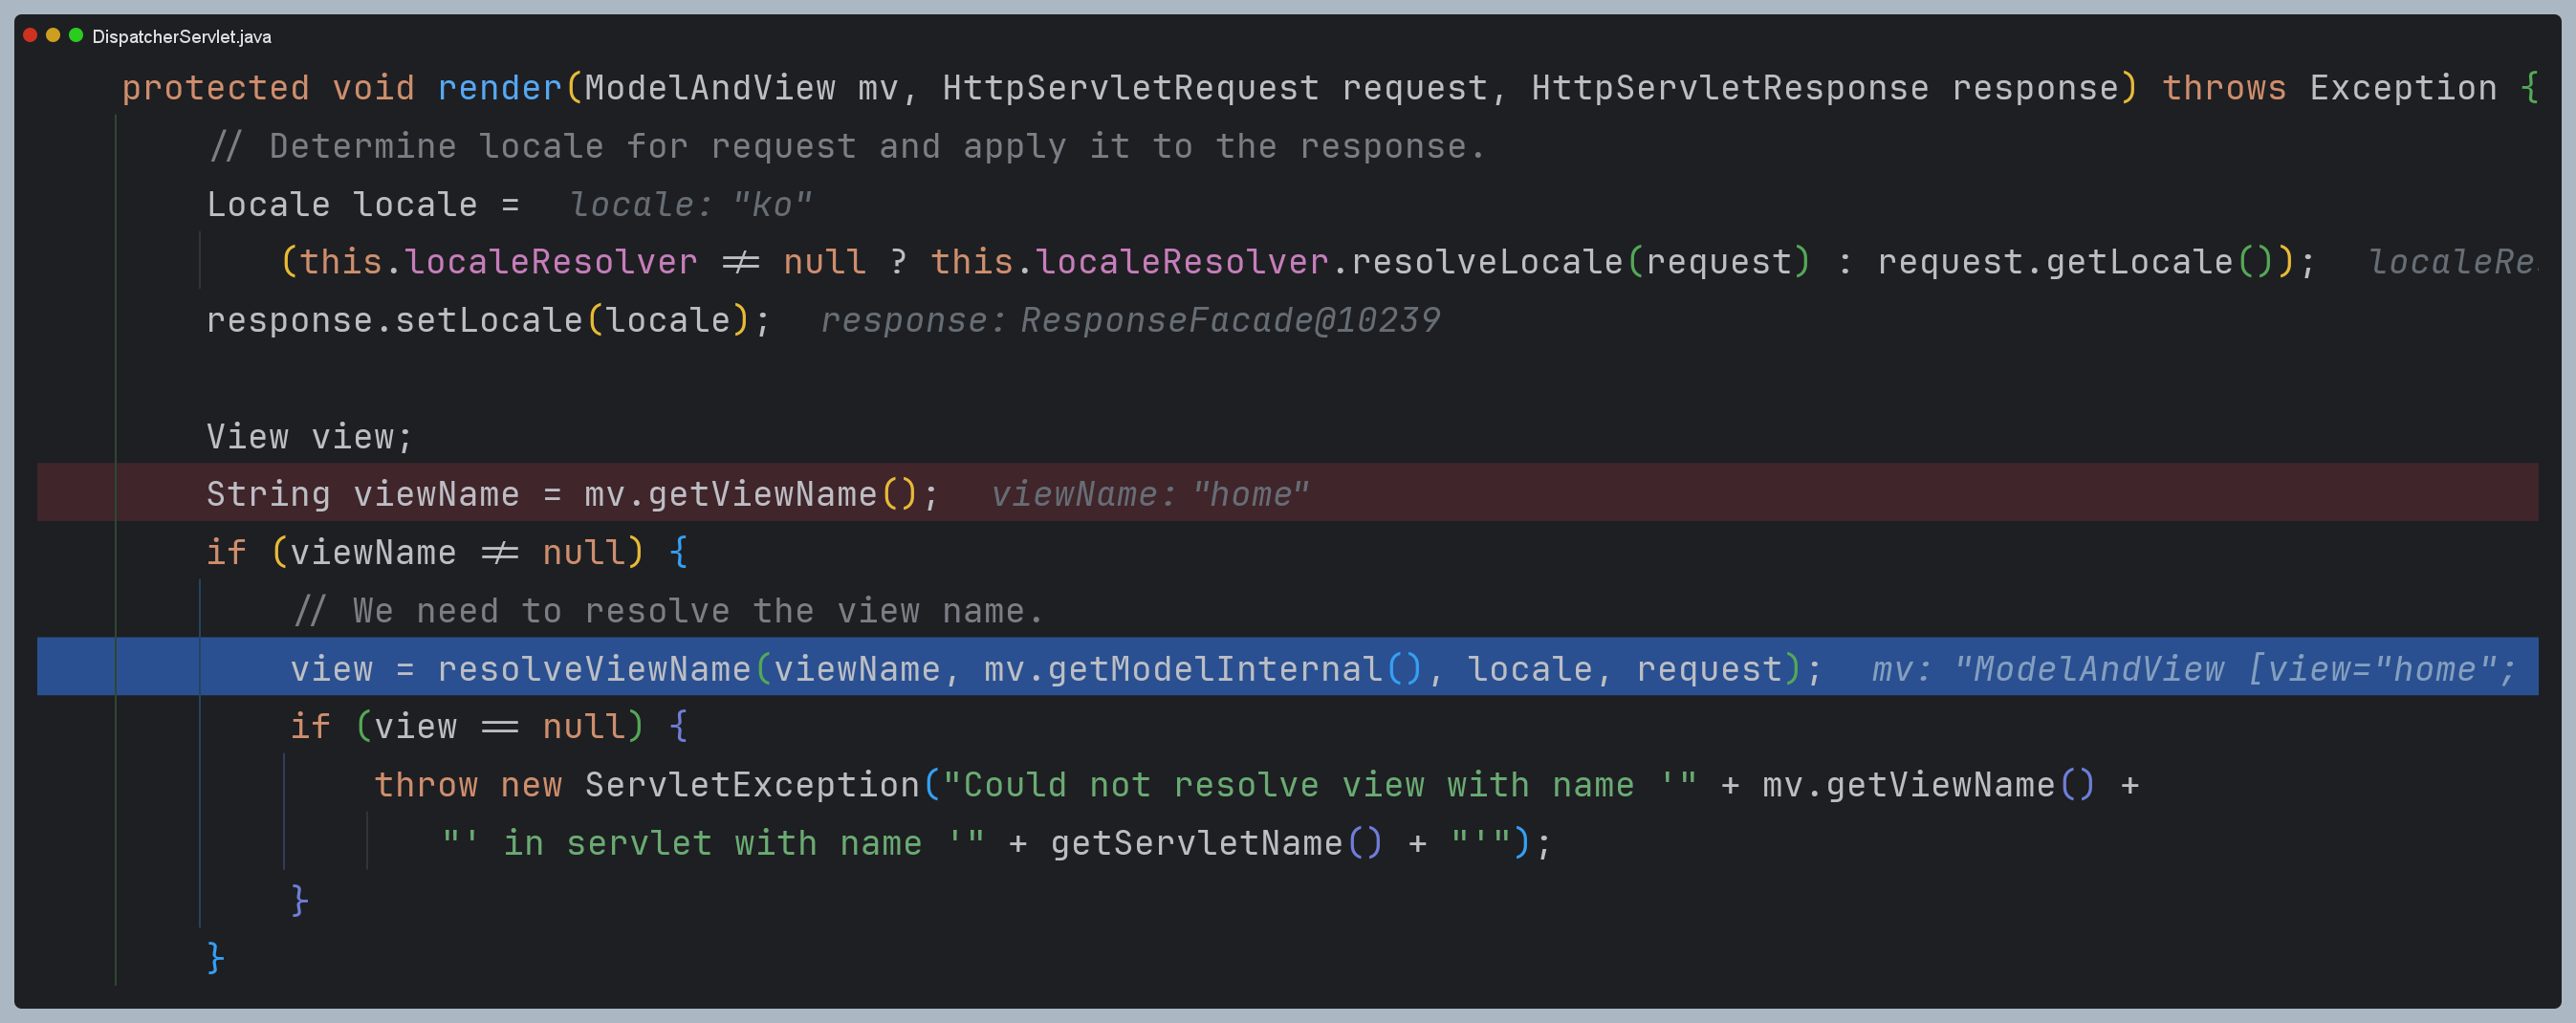 DispatcherServlet.java
protected void render(ModelAndView mv, HttpServletRequest request, HttpServletResponse response) throws Exception {
// Determine locale for request and apply it to the response.
Locale locale = locale: "ko"
(this.localeResolver != null ? this.localeResolver.resolveLocale(request) : request.getLocale()); localeRe
response.setLocale(locale); response: ResponseFacade@10239
View view;
String viewName = mv.getViewName(); viewName: "home"
if (viewName != null) {
// We need to resolve the view name.
view = resolveViewName(viewName, mv.getModelInternal(), locale, request); mv: "ModelAndView [view="home";
if (view == null) {
throw new ServletException("Could not resolve view with name '" + mv.getViewName() +
"' in servlet with name '" + getServletName() + "'");
}
}